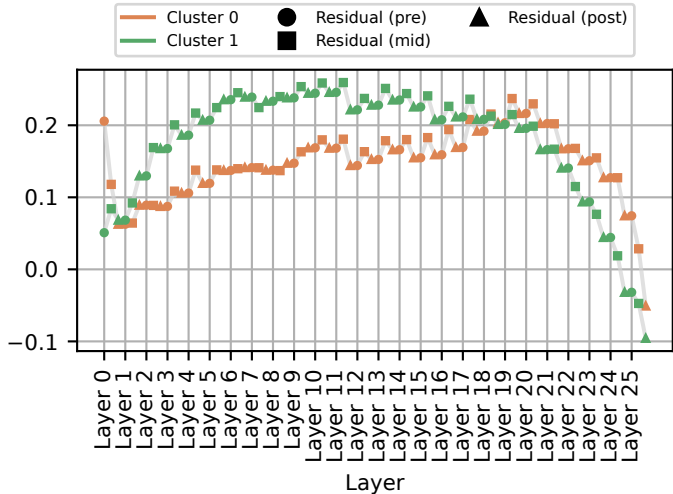 Cluster 0
Cluster 1
Residual (pre)
Residual (mid)
Residual (post)
0.2
0.1
0.0
−0.1
Layer 0
Layer 1
Layer 2
Layer 3
Layer 4
Layer 5
Layer 6
Layer 7
Layer 8
Layer 9
Layer 10
Layer 11
Layer 12
Layer 13
Layer 14
Layer 15
Layer 16
Layer 17
Layer 18
Layer 19
Layer 20
Layer 21
Layer 22
Layer 23
Layer 24
Layer 25
Layer